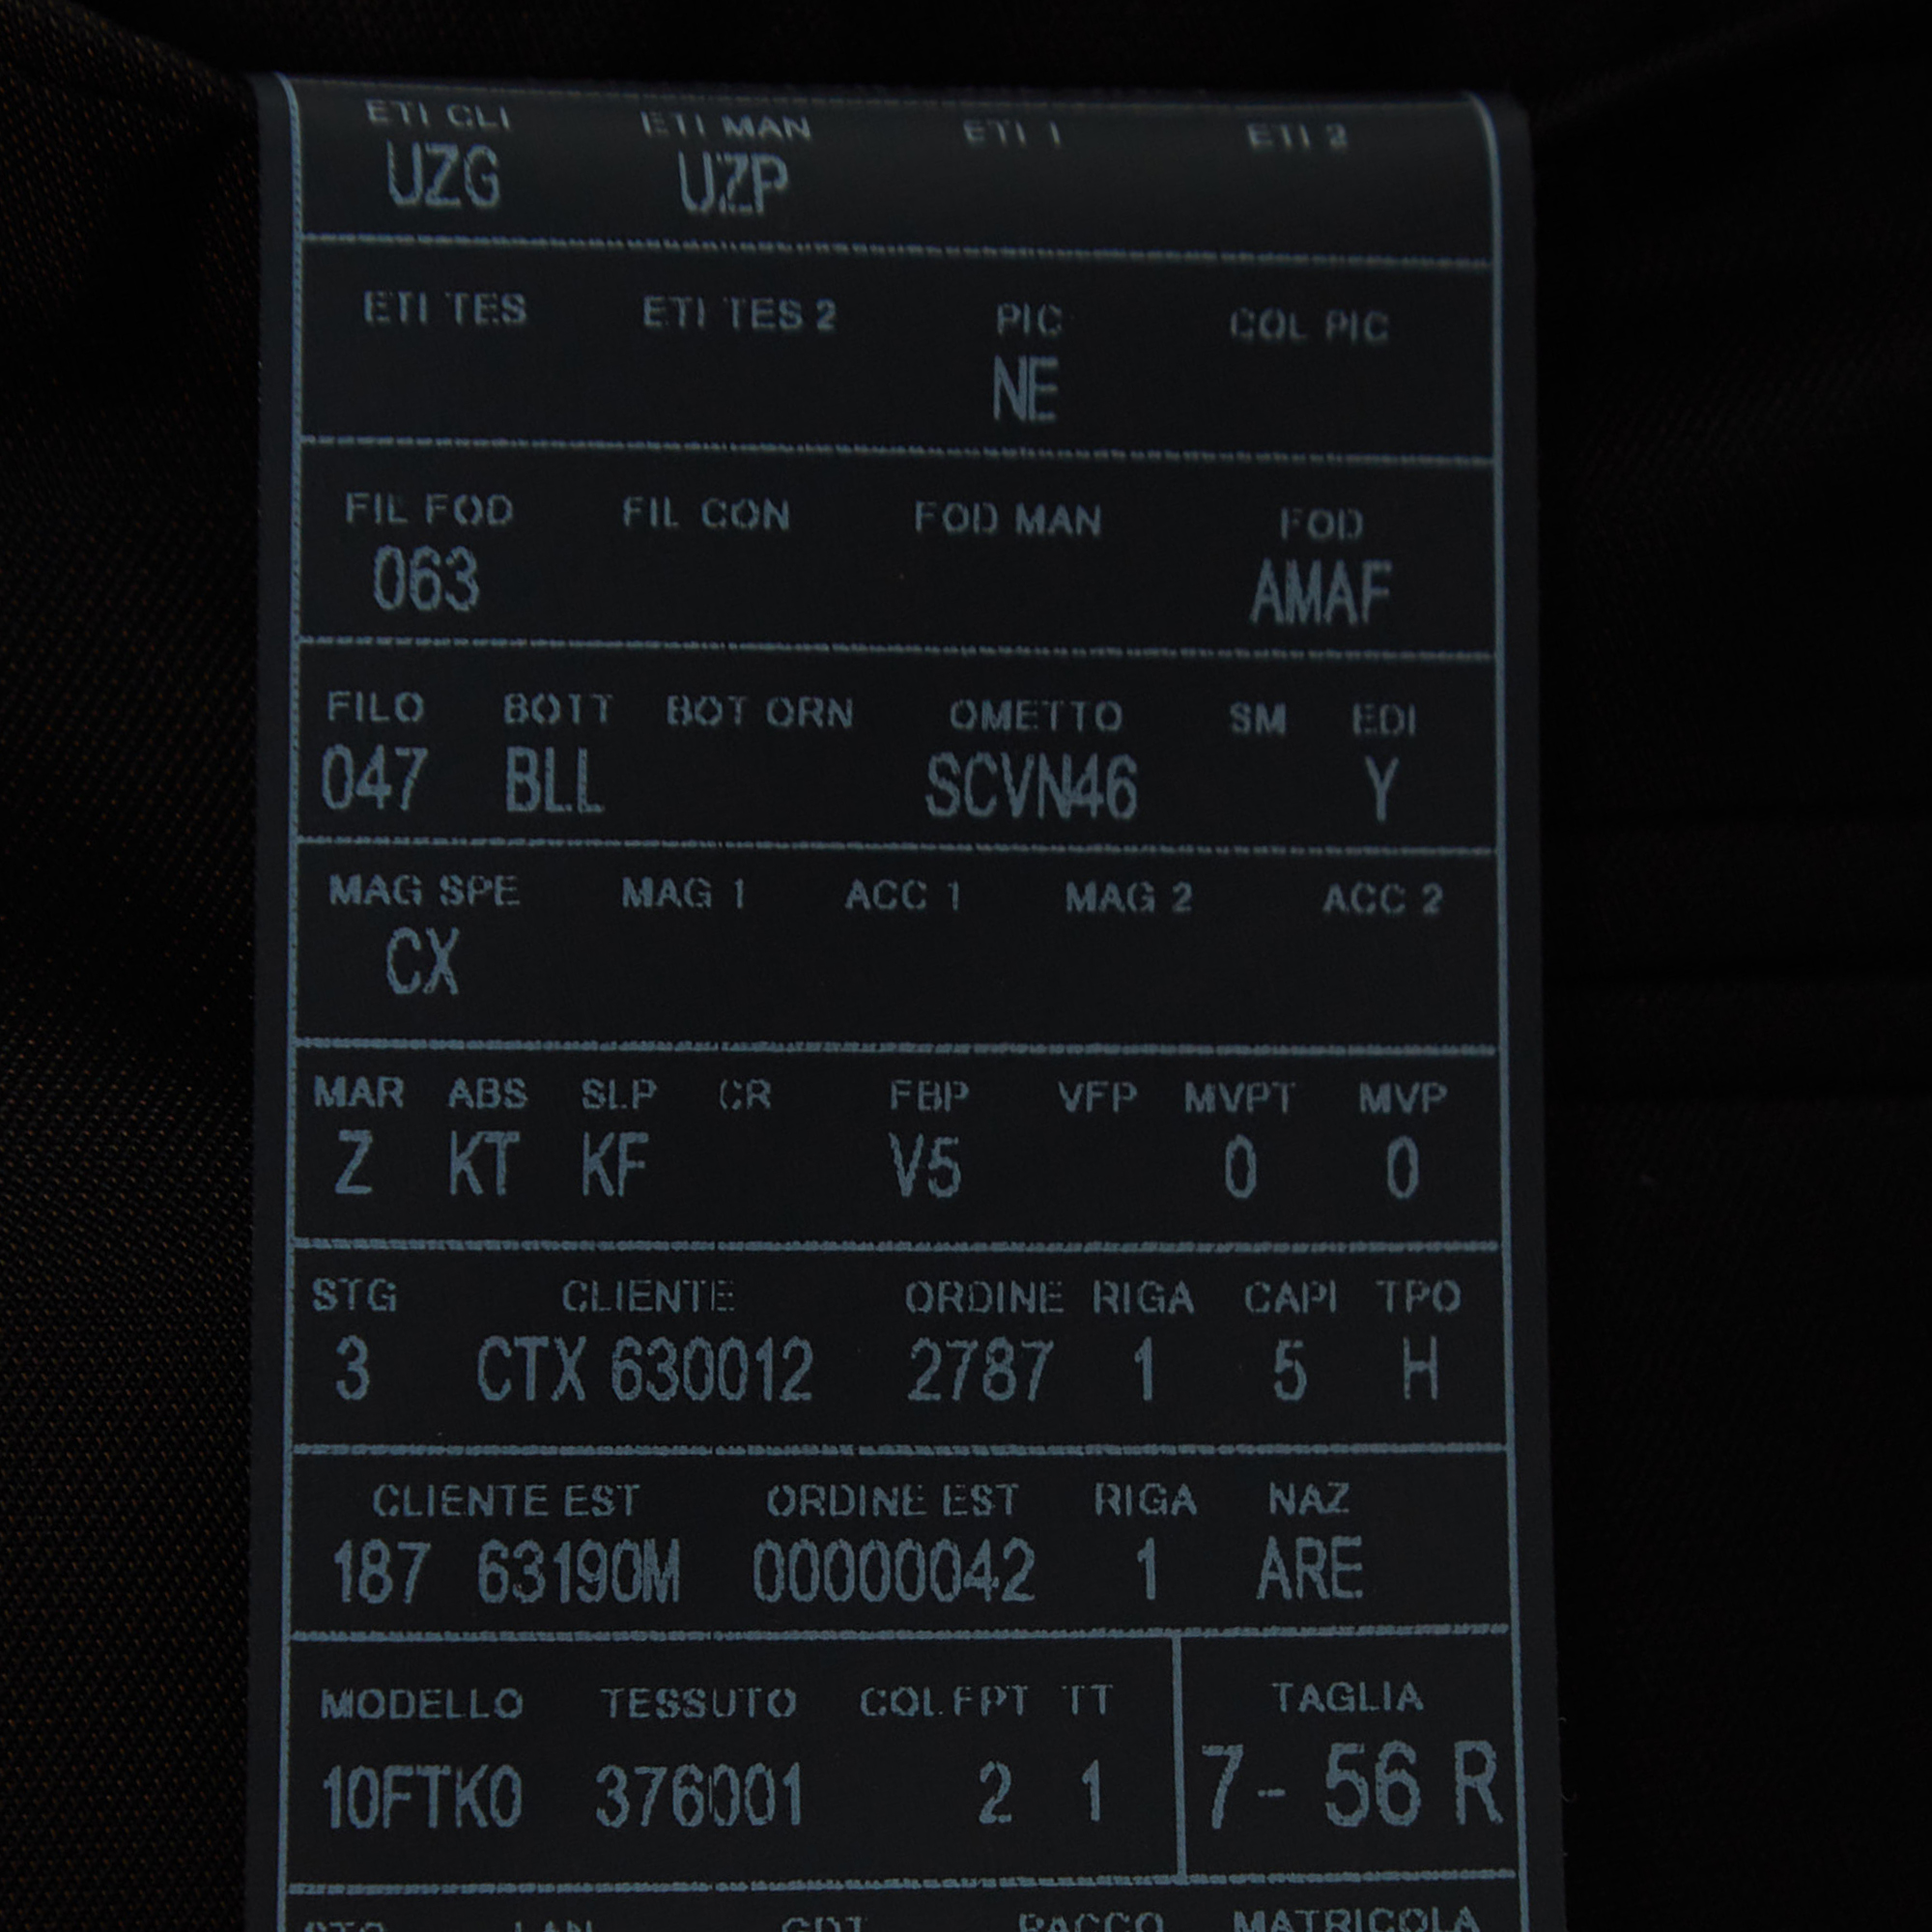 ETI CLI ETI MAN ETI 1 ETI 2
UZG UZP
ETI TES ETI TES 2 PIC COL PIC
NE
FIL FOD FIL CON FOD MAN FOD
063 AMAF
FILO BOTT BOT ORN OMETTO SM EDI
047 BLL SCVN46 Y
MAG SPE MAG 1 ACC 1 MAG 2 ACC 2
CX
MAR ABS SLP CR FBP VFP MVPT MVP
Z KT KF V5 0 0
STG CLIENTE ORDINE RIGA CAPI TPO
3 CTX 630012 2787 1 5 H
CLIENTE EST ORDINE EST RIGA NAZ
187 63190M 00000042 1 ARE
MODELLO TESSUTO COL FPT TT TAGLIA
10FTK0 376001 2 1 7- 56 R
RACCO MATRICOLA